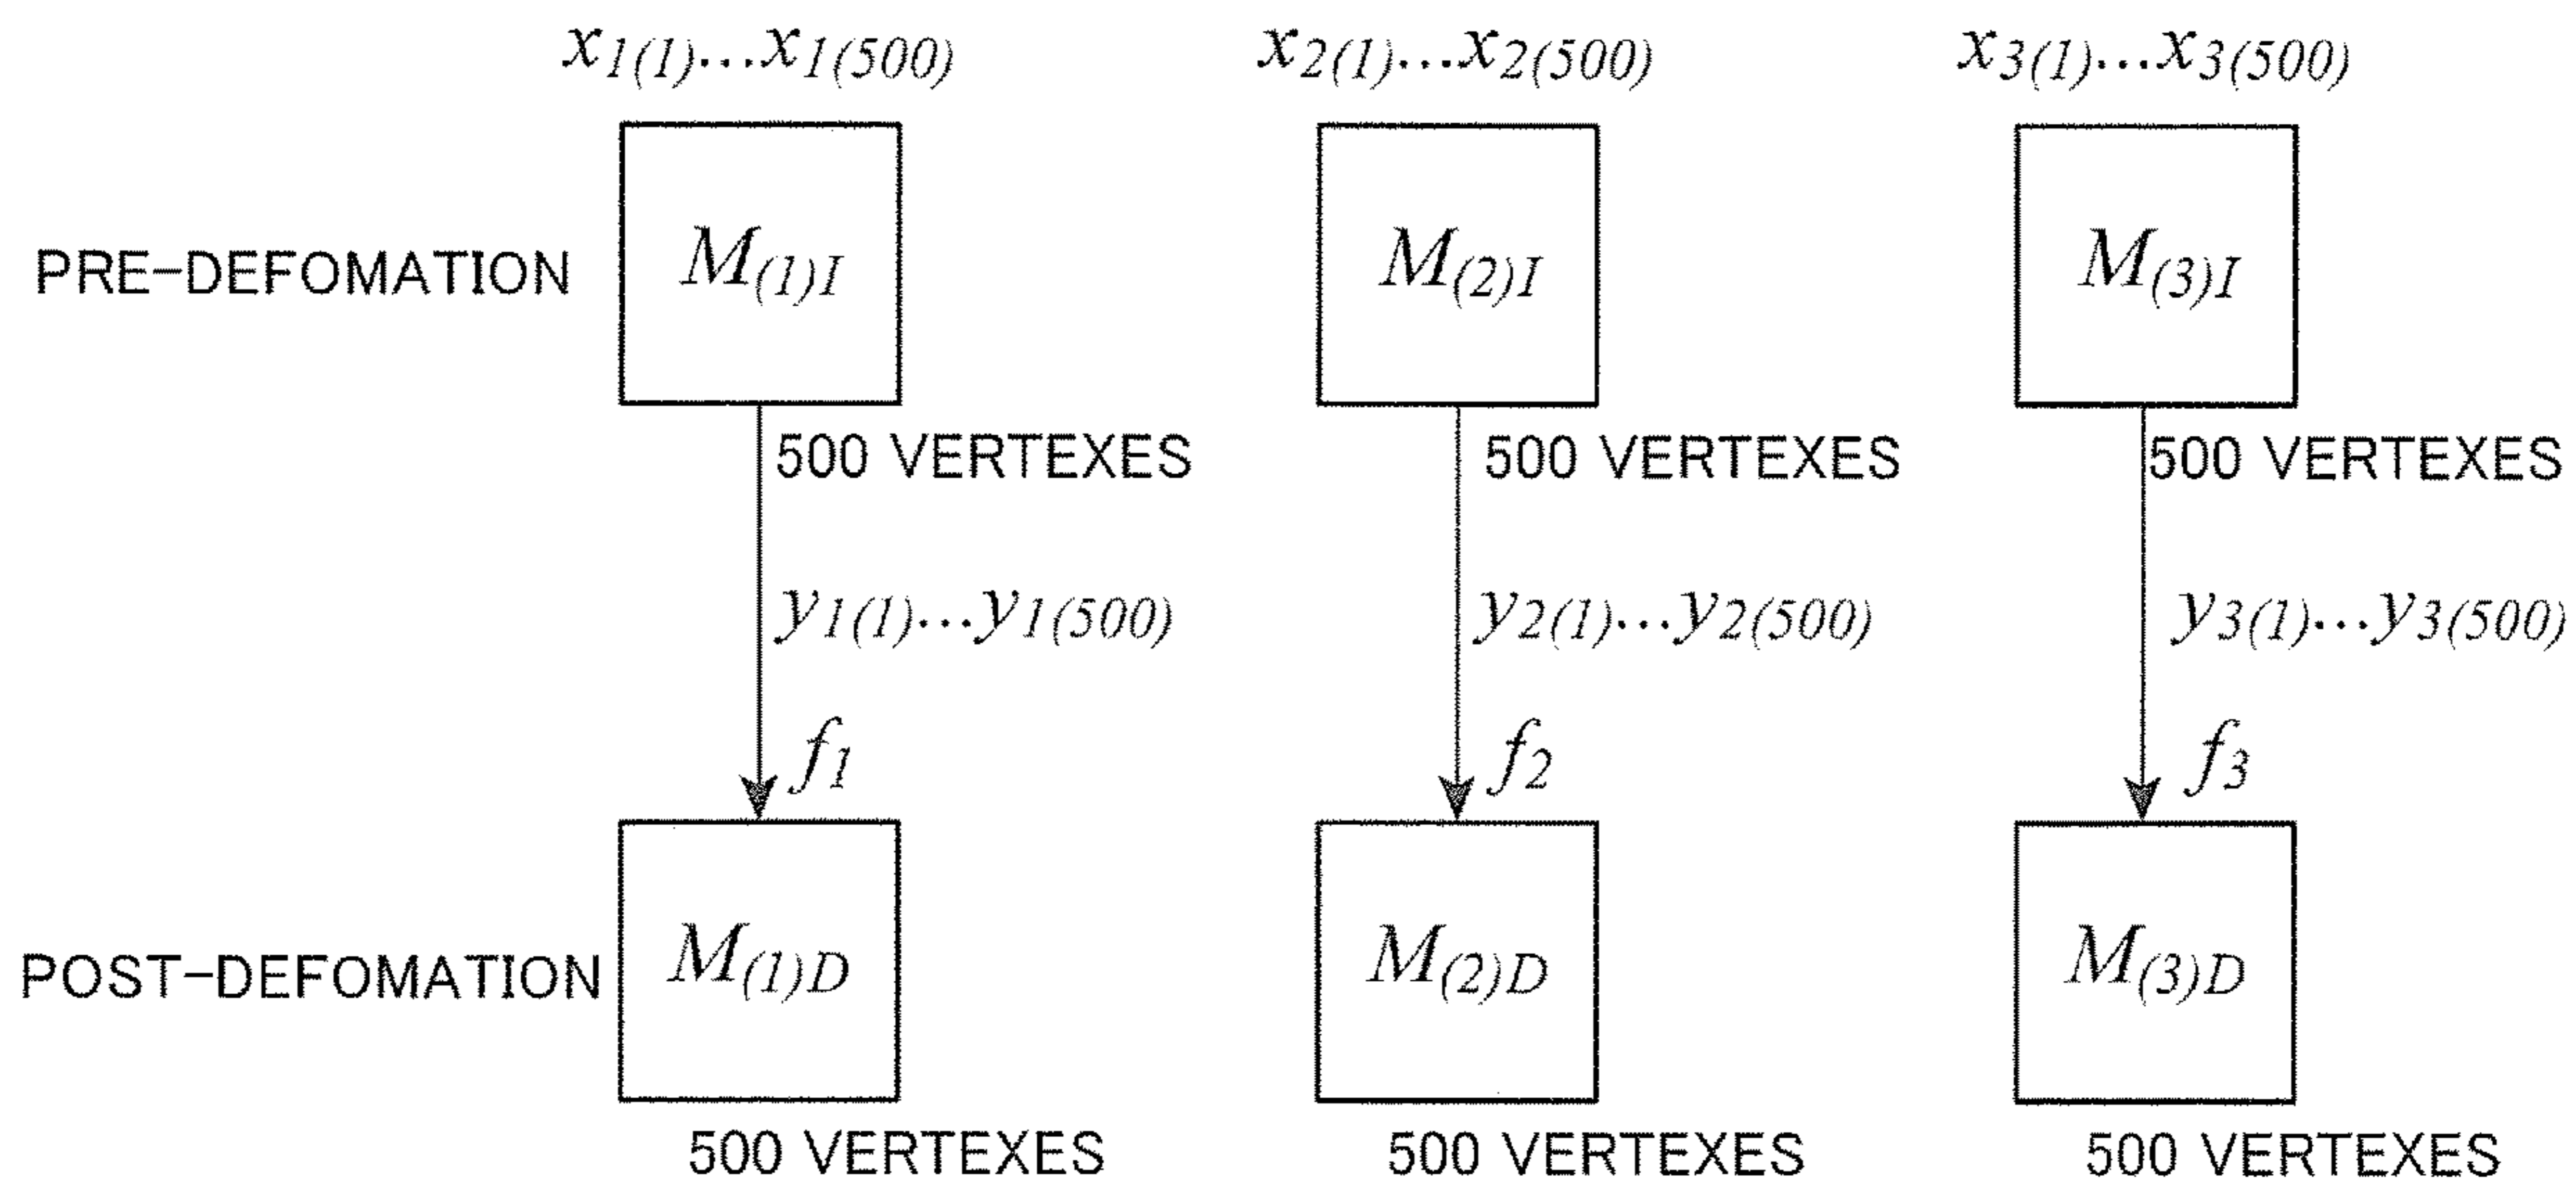 x1(1)...x1(500) x2(1)...x2(500) x3(1)...x3(500)
PRE-DEFOMATION M(1)I M(2)I M(3)I
500 VERTEXES 500 VERTEXES 500 VERTEXES
y1(1)...y1(500) y2(1)...y2(500) y3(1)...y3(500)
f1 f2 f3
POST-DEFOMATION M(1)D M(2)D M(3)D
500 VERTEXES 500 VERTEXES 500 VERTEXES